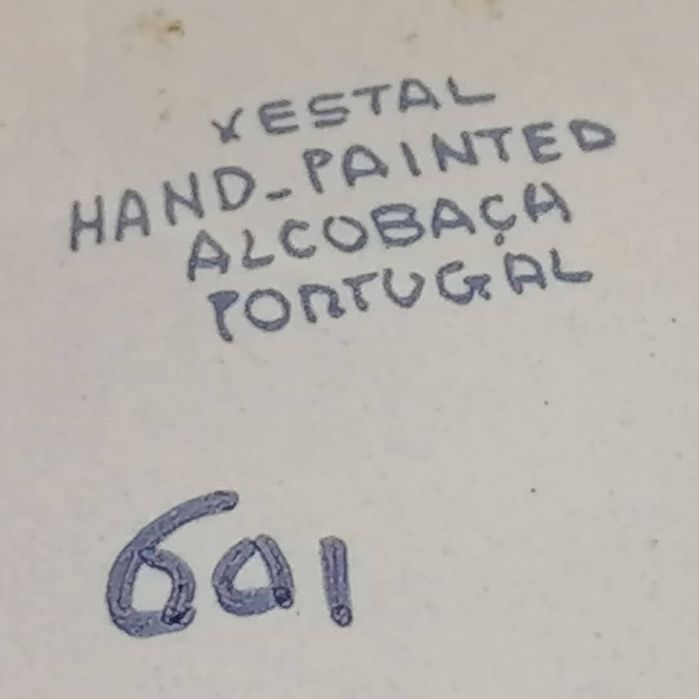 VESTAL
HAND-PAINTED
ALCOBAÇA
PORTUGAL
601